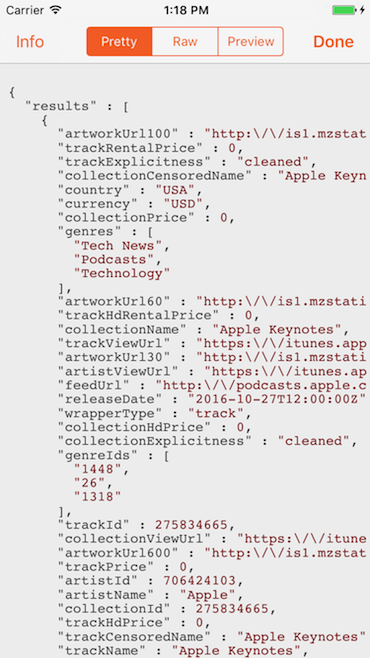 Carrier 1:18 PM
Info Pretty Raw Preview Done
{
"results" : [
{
"artworkUrl100" : "http:\/\/is1.mzstat
"trackRentalPrice" : 0,
"trackExplicitness" : "cleaned",
"collectionCensoredName" : "Apple Keyn
"country" : "USA",
"currency" : "USD",
"collectionPrice" : 0,
"genres" : [
"Tech News",
"Podcasts",
"Technology"
],
"artworkUrl60" : "http:\/\/is1.mzstati
"trackHdRentalPrice" : 0,
"collectionName" : "Apple Keynotes",
"trackViewUrl" : "https:\/\/itunes.app
"artworkUrl30" : "http:\/\/is1.mzstati
"artistViewUrl" : "https:\/\/itunes.ap
"feedUrl" : "http:\/\/podcasts.apple.c
"releaseDate" : "2016-10-27T12:00:00Z"
"wrapperType" : "track",
"collectionHdPrice" : 0,
"collectionExplicitness" : "cleaned",
"genreIds" : [
"1448",
"26",
"1318"
],
"trackId" : 275834665,
"collectionViewUrl" : "https:\/\/itune
"artworkUrl600" : "http:\/\/is1.mzstat
"trackPrice" : 0,
"artistId" : 706424103,
"artistName" : "Apple",
"collectionId" : 275834665,
"trackHdPrice" : 0,
"trackCensoredName" : "Apple Keynotes"
"trackName" : "Apple Keynotes",